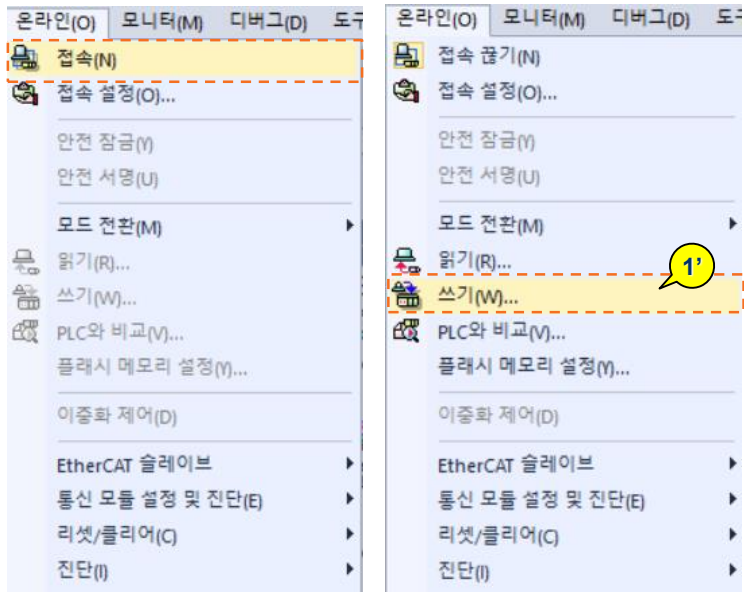 온라인(O) 모니터(M) 디버그(D)
접속(N)
접속 설정(O)...
안전 잠금(Y)
안전 서명(U)
모드 전환(M)
읽기(R)...
쓰기(W)...
PLC와 비교(V)...
플래시 메모리 설정(Y)...
이중화 제어(D)
EtherCAT 슬레이브
통신 모듈 설정 및 진단(E)
리셋/클리어(C)
진단(I)
온라인(O) 모니터(M) 디버그(D)
접속 끊기(N)
접속 설정(O)...
안전 잠금(Y)
안전 서명(U)
모드 전환(M)
읽기(R)...
1’
쓰기(W)...
PLC와 비교(V)...
플래시 메모리 설정(Y)...
이중화 제어(D)
EtherCAT 슬레이브
통신 모듈 설정 및 진단(E)
리셋/클리어(C)
진단(I)